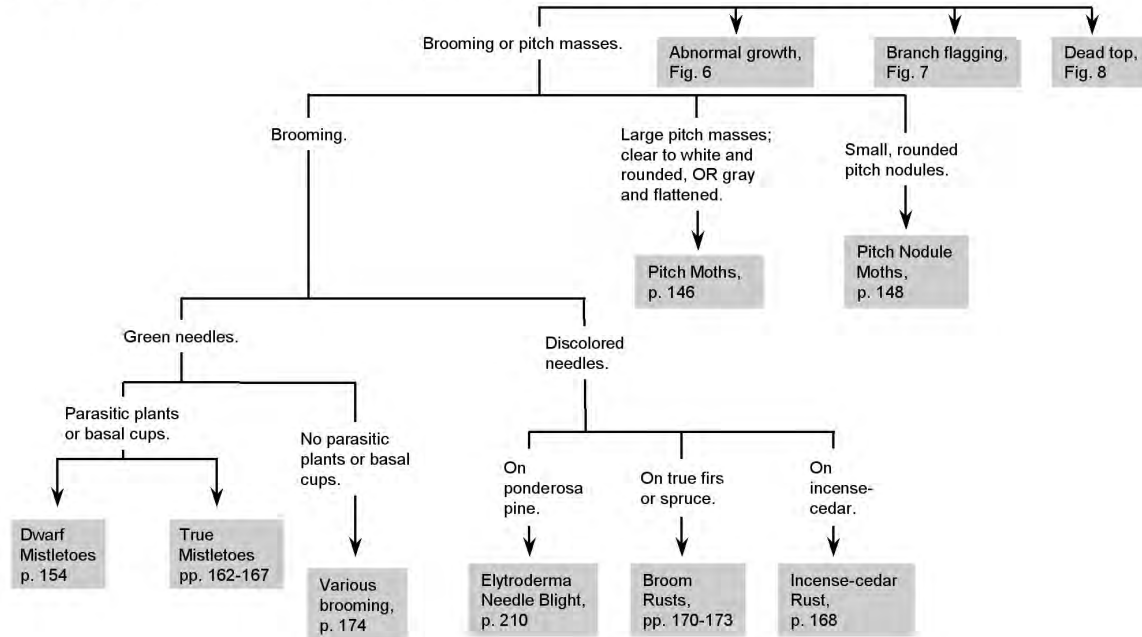 Brooming or pitch masses.
Abnormal growth,
Fig. 6
Branch flagging,
Fig. 7
Dead top,
Fig. 8
Brooming.
Large pitch masses;
clear to white and
rounded, OR gray
and flattened.
Small, rounded
pitch nodules.
Pitch Moths,
p. 146
Pitch Nodule
Moths,
p. 148
Green needles.
Discolored
needles.
Parasitic plants
or basal cups.
No parasitic
plants or basal
cups.
On
ponderosa
pine.
On true firs
or spruce.
On
incense-
cedar.
Dwarf
Mistletoes
p. 154
True
Mistletoes
pp. 162-167
Various
brooming,
p. 174
Elytroderma
Needle Blight,
p. 210
Broom
Rusts,
pp. 170-173
Incense-cedar
Rust,
p. 168